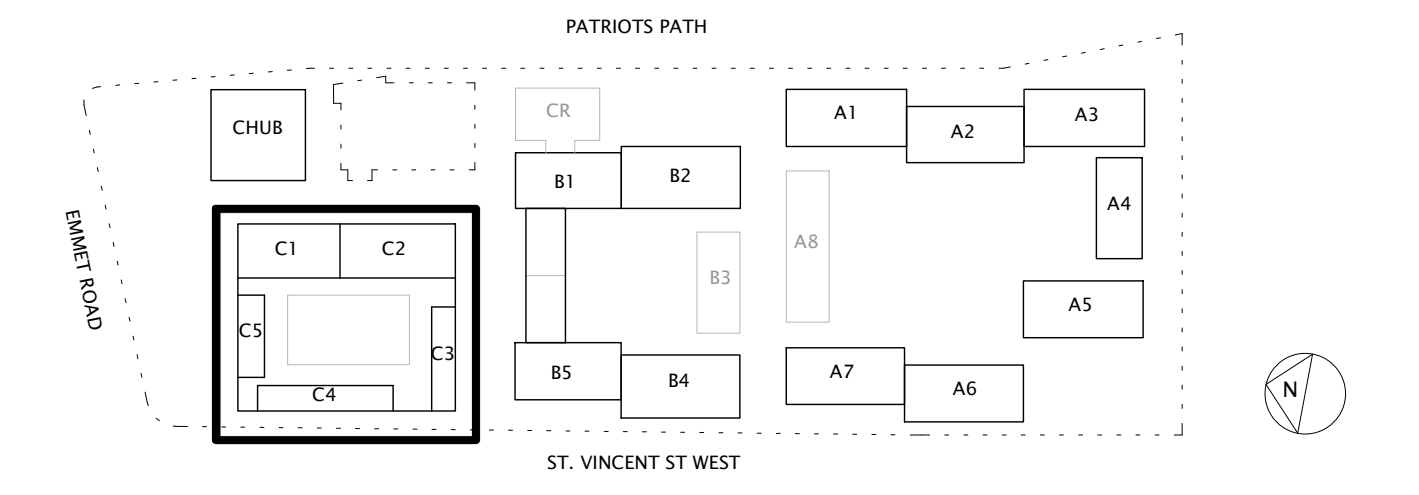 PATRIOTS PATH
CHUB
CR
A1
A2
A3
B1
B2
A4
EMMET ROAD
C1
C2
A8
B3
A5
C5
C3
C4
B5
B4
A7
A6
N
ST. VINCENT ST WEST